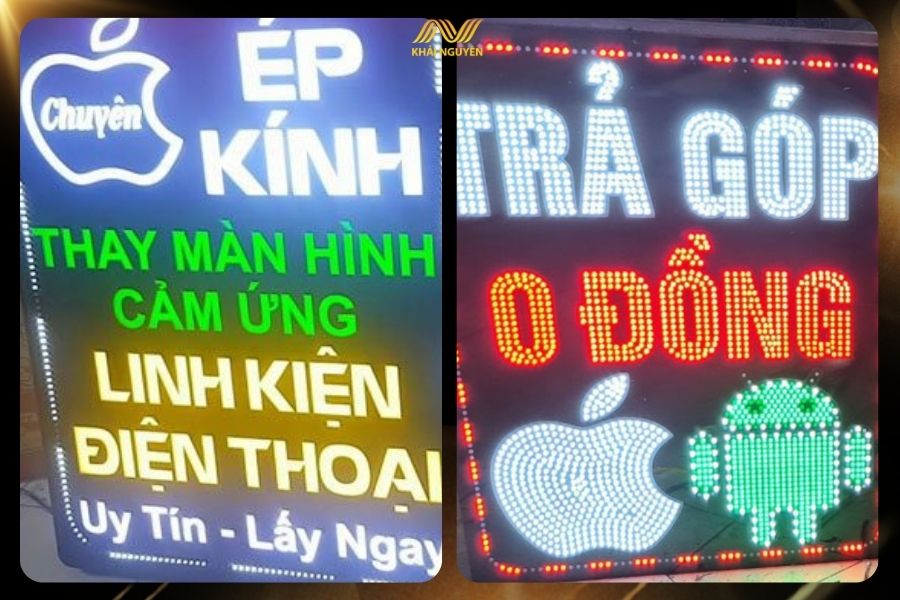 KHẢI NGUYÊN
Chuyên
ÉP
KÍNH
THAY MÀN HÌNH
CẢM ỨNG
LINH KIỆN
ĐIỆN THOẠI
Uy Tín - Lấy Ngay
TRẢ GÓP
0 ĐỒNG